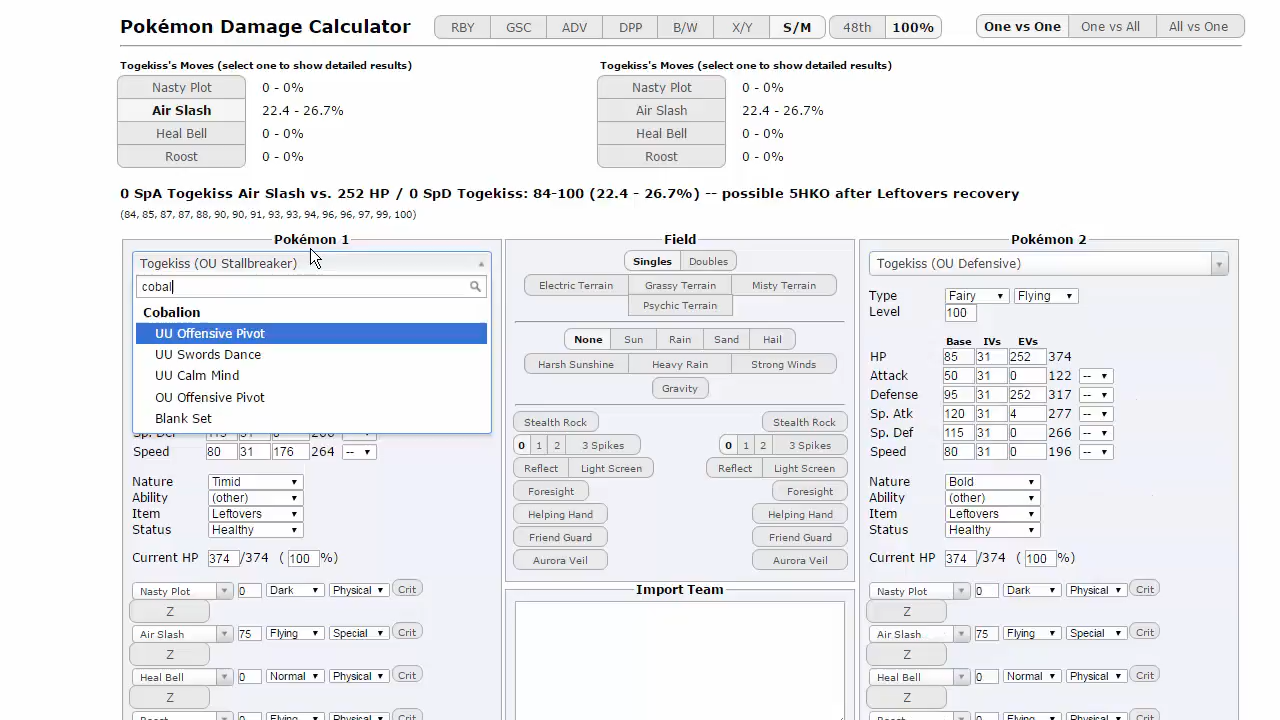 Pokémon Damage Calculator RBY GSC ADV DPP B/W X/Y S/M 48th 100% One vs One One vs All All vs One
Togekiss's Moves (select one to show detailed results) Togekiss's Moves (select one to show detailed results)
Nasty Plot 0 - 0% Nasty Plot 0 - 0%
Air Slash 22.4 - 26.7% Air Slash 22.4 - 26.7%
Heal Bell 0 - 0% Heal Bell 0 - 0%
Roost 0 - 0% Roost 0 - 0%
0 SpA Togekiss Air Slash vs. 252 HP / 0 SpD Togekiss: 84-100 (22.4 - 26.7%) -- possible 5HKO after Leftovers recovery
(84, 85, 87, 87, 88, 90, 90, 91, 93, 93, 94, 96, 96, 97, 99, 100)
Pokémon 1
Togekiss (OU Stallbreaker)
cobal
Cobalion
UU Offensive Pivot
UU Swords Dance
UU Calm Mind
OU Offensive Pivot
Blank Set
Speed 80 31 176 264 --
Nature Timid
Ability (other)
Item Leftovers
Status Healthy
Current HP 374 /374 ( 100 %)
Nasty Plot 0 Dark Physical Crit
Z
Air Slash 75 Flying Special Crit
Z
Heal Bell 0 Normal Physical Crit
Z
Field
Singles Doubles
Electric Terrain Grassy Terrain Misty Terrain
Psychic Terrain
None Sun Rain Sand Hail
Harsh Sunshine Heavy Rain Strong Winds
Gravity
Stealth Rock Stealth Rock
0 1 2 3 Spikes 0 1 2 3 Spikes
Reflect Light Screen Reflect Light Screen
Foresight Foresight
Helping Hand Helping Hand
Friend Guard Friend Guard
Aurora Veil Aurora Veil
Import Team
Pokémon 2
Togekiss (OU Defensive)
Type Fairy Flying
Level 100
Base IVs EVs
HP 85 31 252 374
Attack 50 31 0 122 --
Defense 95 31 252 317 --
Sp. Atk 120 31 4 277 --
Sp. Def 115 31 0 266 --
Speed 80 31 0 196 --
Nature Bold
Ability (other)
Item Leftovers
Status Healthy
Current HP 374 /374 ( 100 %)
Nasty Plot 0 Dark Physical Crit
Z
Air Slash 75 Flying Special Crit
Z
Heal Bell 0 Normal Physical Crit
Z